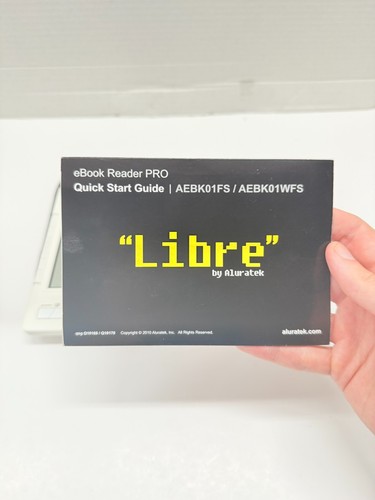 eBook Reader PRO
Quick Start Guide | AEBK01FS / AEBK01WFS
“Libre”
by Aluratek
Copyright © 2010 Aluratek, Inc. All Rights Reserved.
aluratek.com